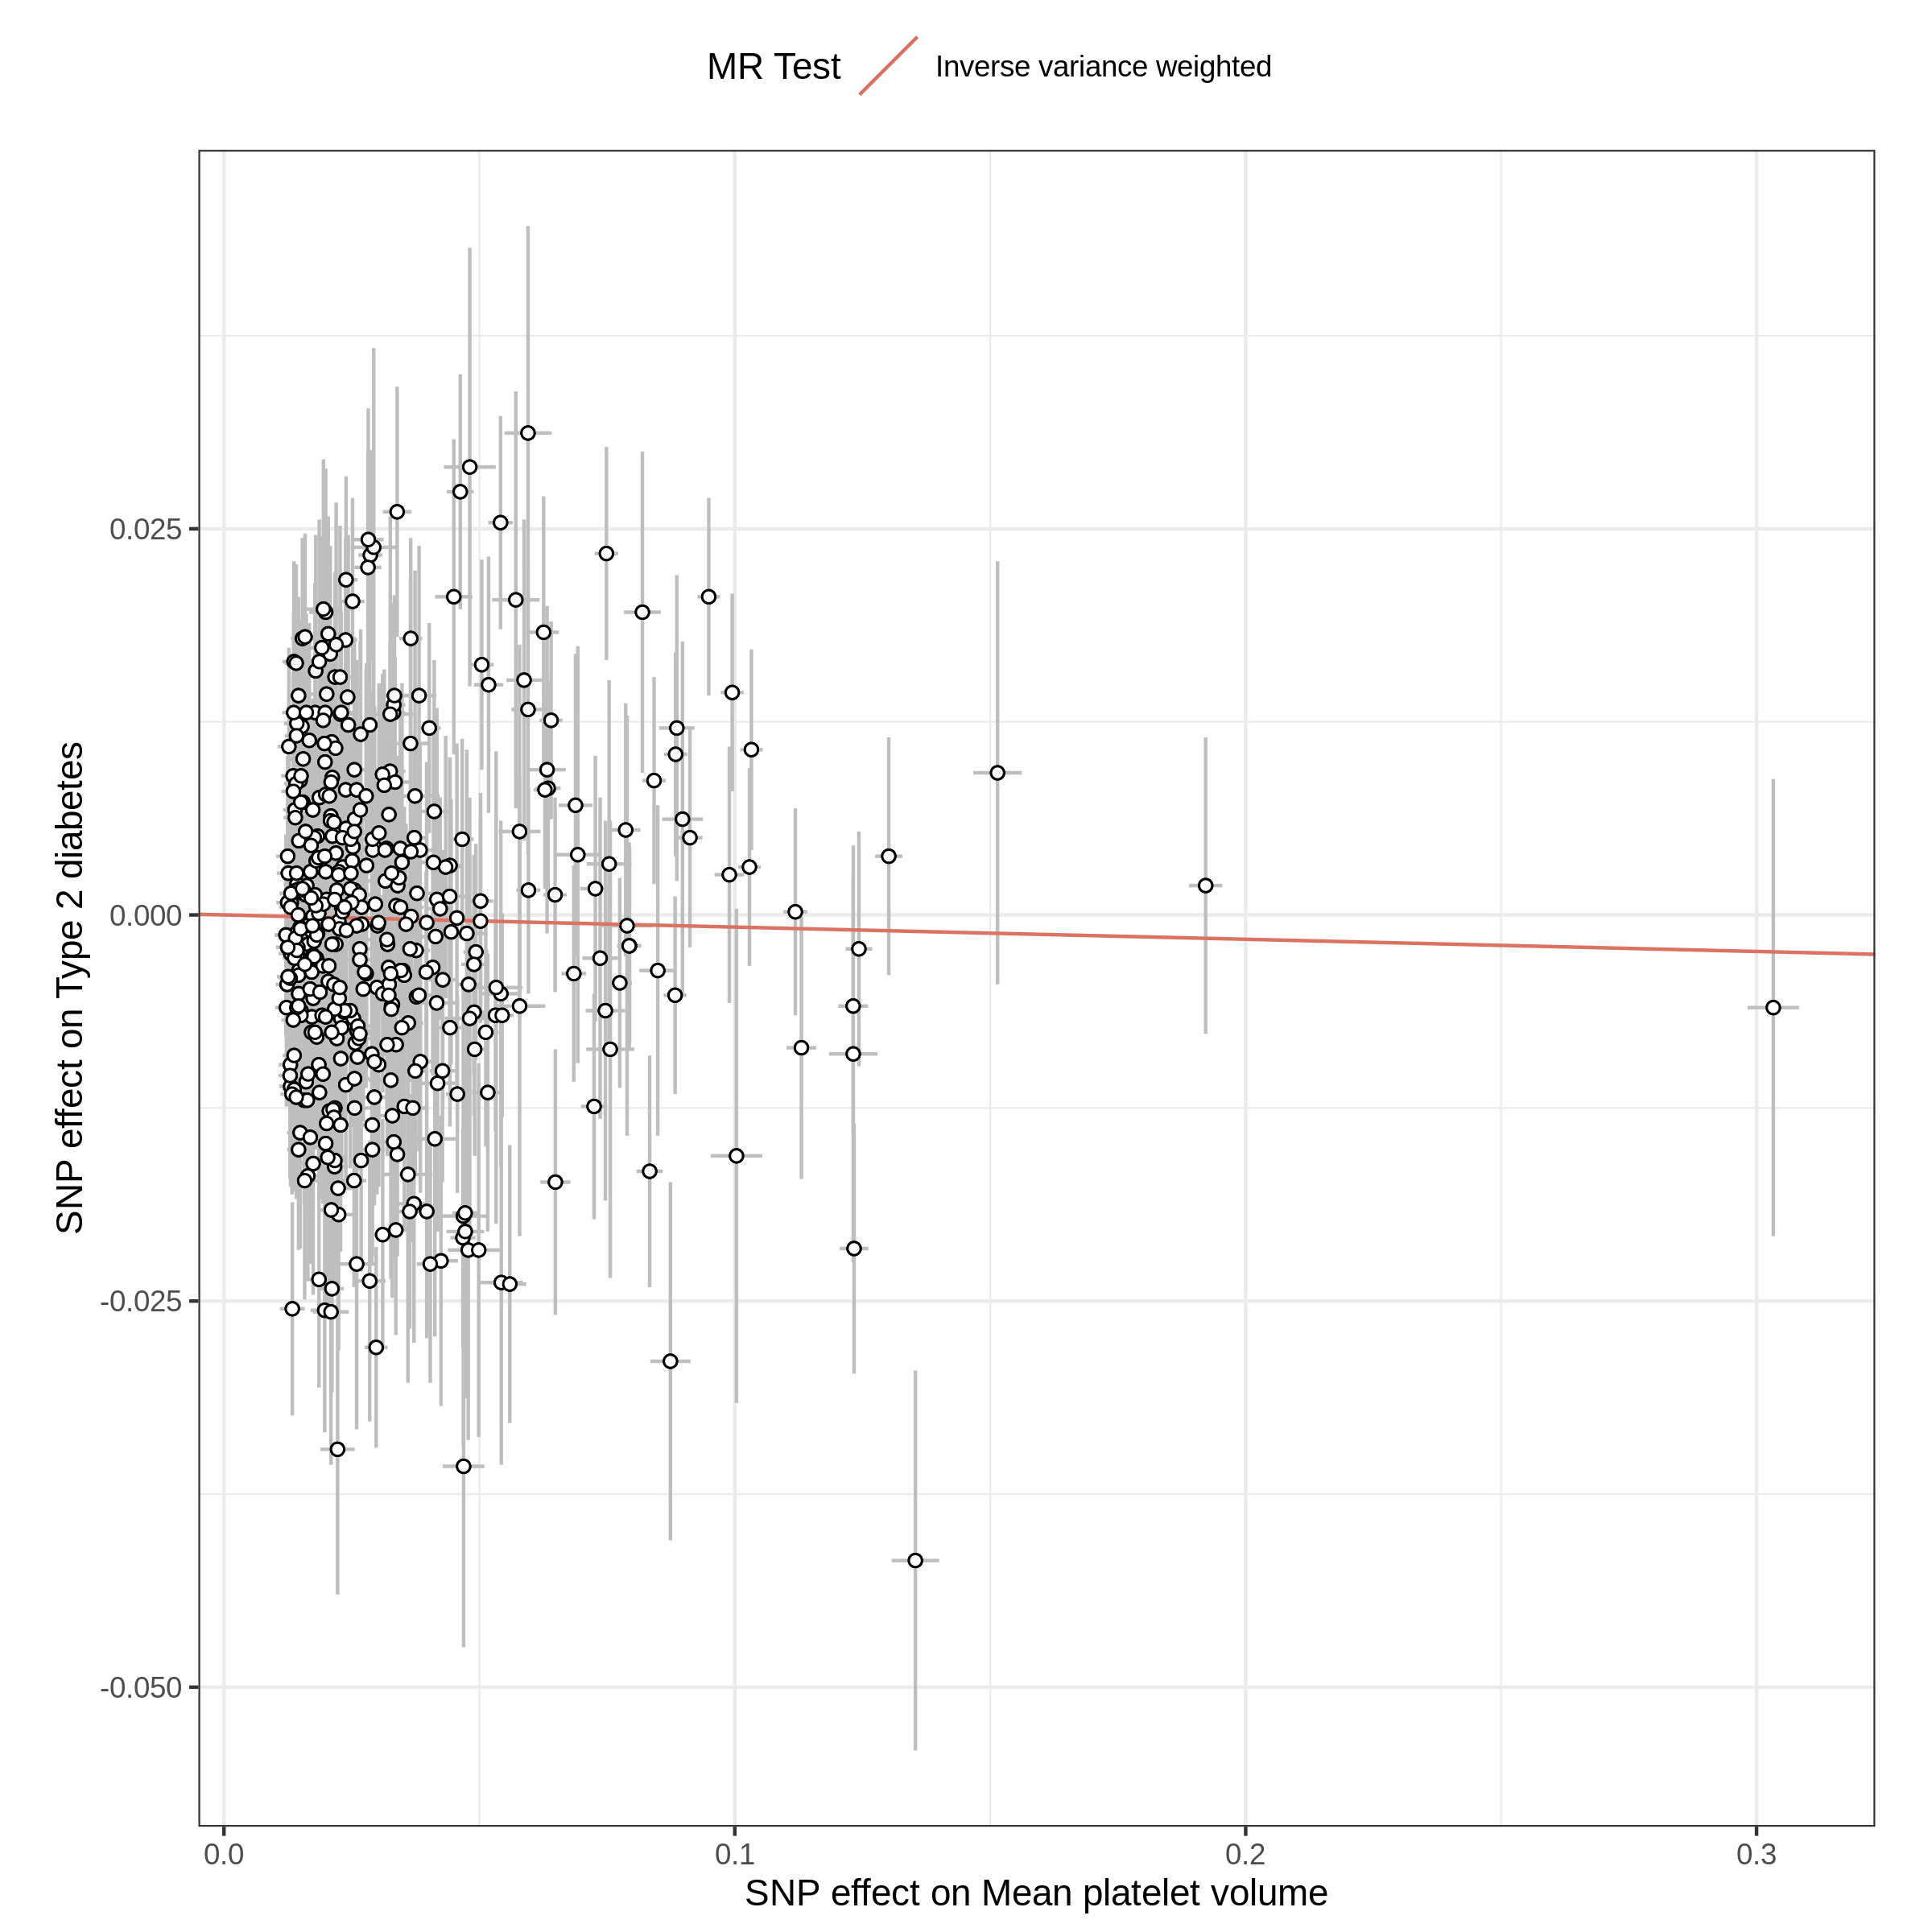 MR Test Inverse variance weighted
SNP effect on Type 2 diabetes
0.025
0.000
-0.025
-0.050
0.0 0.1 0.2 0.3
SNP effect on Mean platelet volume